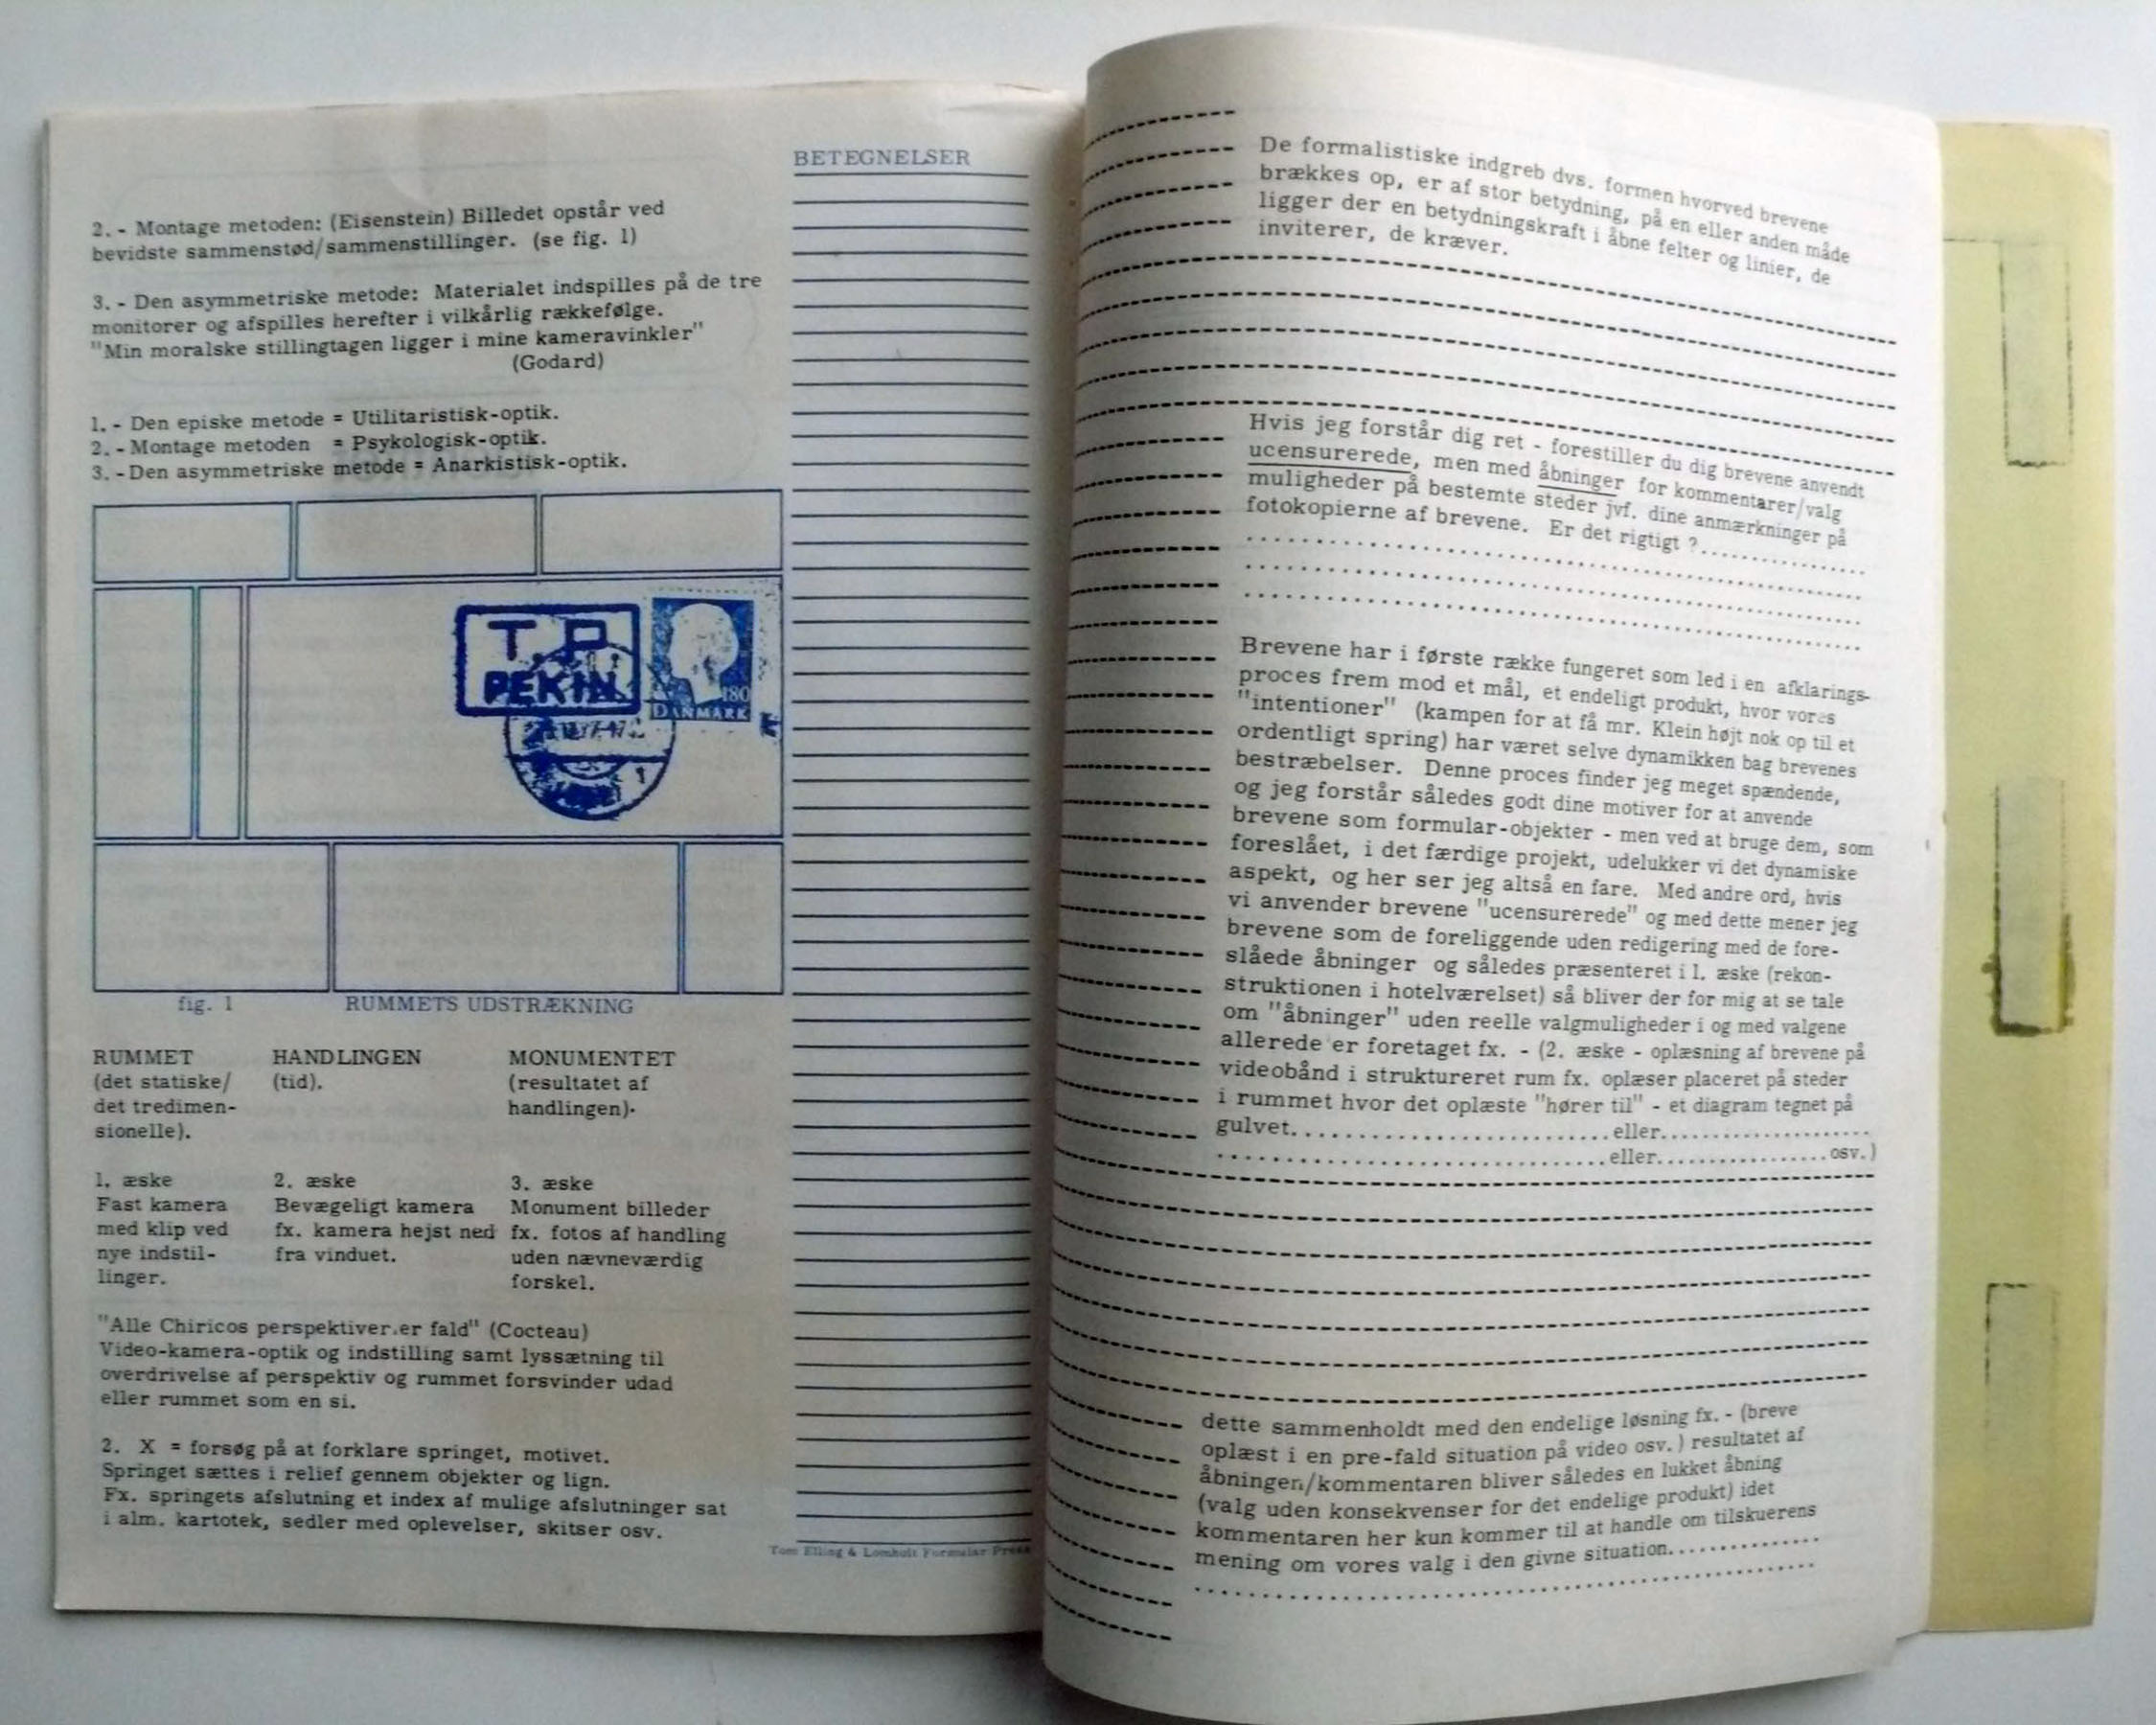 BETEGNELSER
2. - Montage metoden: (Eisenstein) Billedet opstår ved
bevidste sammenstød/sammenstillinger. (se fig. 1)
3. - Den asymmetriske metode: Materialet indspilles på de tre
monitorer og afspilles herefter i vilkårlig rækkefølge.
"Min moralske stillingtagen ligger i mine kameravinkler"
(Godard)
1. - Den episke metode = Utilitaristisk-optik.
2. - Montage metoden = Psykologisk-optik.
3. - Den asymmetriske metode = Anarkistisk-optik.
T.P.
PEKIN
180
DANMARK
fig. 1 RUMMETS UDSTRÆKNING
RUMMET HANDLINGEN MONUMENTET
(det statiske/ (tid). (resultatet af
det tredimen- handlingen).
sionelle).
1. æske 2. æske 3. æske
Fast kamera Bevægeligt kamera Monument billeder
med klip ved fx. kamera hejst ned fx. fotos af handling
nye indstil- fra vinduet. uden nævneværdig
linger. forskel.
"Alle Chiricos perspektiver.er fald" (Cocteau)
Video-kamera-optik og indstilling samt lyssætning til
overdrivelse af perspektiv og rummet forsvinder udad
eller rummet som en si.
2. X = forsøg på at forklare springet, motivet.
Springet sættes i relief gennem objekter og lign.
Fx. springets afslutning et index af mulige afslutninger sat
i alm. kartotek, sedler med oplevelser, skitser osv.
Tom Elling & Lomholt Formular Press
De formalistiske indgreb dvs. formen hvorved brevene
brækkes op, er af stor betydning, på en eller anden måde
ligger der en betydningskraft i åbne felter og linier, de
inviterer, de kræver.
Hvis jeg forstår dig ret - forestiller du dig brevene anvendt
ucensurerede, men med åbninger for kommentarer/valg
muligheder på bestemte steder jvf. dine anmærkninger på
fotokopierne af brevene. Er det rigtigt ?................
Brevene har i første række fungeret som led i en afklarings-
proces frem mod et mål, et endeligt produkt, hvor vores
"intentioner" (kampen for at få mr. Klein højt nok op til et
ordentligt spring) har været selve dynamikken bag brevenes
bestræbelser. Denne proces finder jeg meget spændende,
og jeg forstår således godt dine motiver for at anvende
brevene som formular-objekter - men ved at bruge dem, som
foreslået, i det færdige projekt, udelukker vi det dynamiske
aspekt, og her ser jeg altså en fare. Med andre ord, hvis
vi anvender brevene "ucensurerede" og med dette mener jeg
brevene som de foreliggende uden redigering med de fore-
slåede åbninger og således præsenteret i 1. æske (rekon-
struktionen i hotelværelset) så bliver der for mig at se tale
om "åbninger" uden reelle valgmuligheder i og med valgene
allerede er foretaget fx. - (2. æske - oplæsning af brevene på
videobånd i struktureret rum fx. oplæser placeret på steder
i rummet hvor det oplæste "hører til" - et diagram tegnet på
gulvet..............................eller....................
....................................eller.................osv.)
dette sammenholdt med den endelige løsning fx. - (breve
oplæst i en pre-fald situation på video osv.) resultatet af
åbningen/kommentaren bliver således en lukket åbning
(valg uden konsekvenser for det endelige produkt) idet
kommentaren her kun kommer til at handle om tilskuerens
mening om vores valg i den givne situation...............